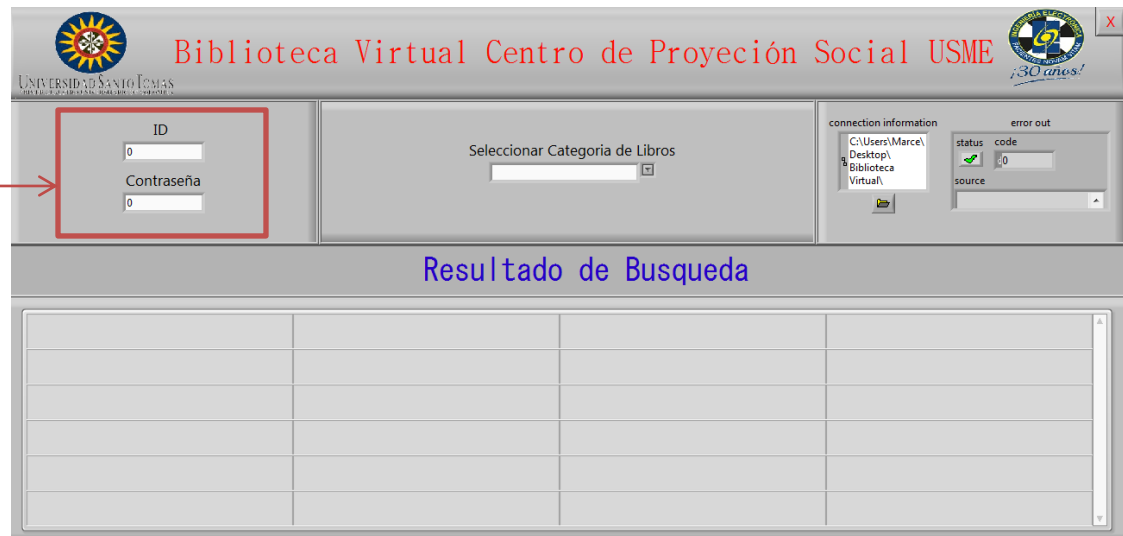 Biblioteca Virtual Centro de Proyeción Social USME
X
UNIVERSIDAD SANTO TOMAS
¡30 años!
ID
0
Contraseña
0
Seleccionar Categoria de Libros
connection information
C:\Users\Marce\
Desktop\
Biblioteca
Virtual\
error out
status code
0
source
Resultado de Busqueda